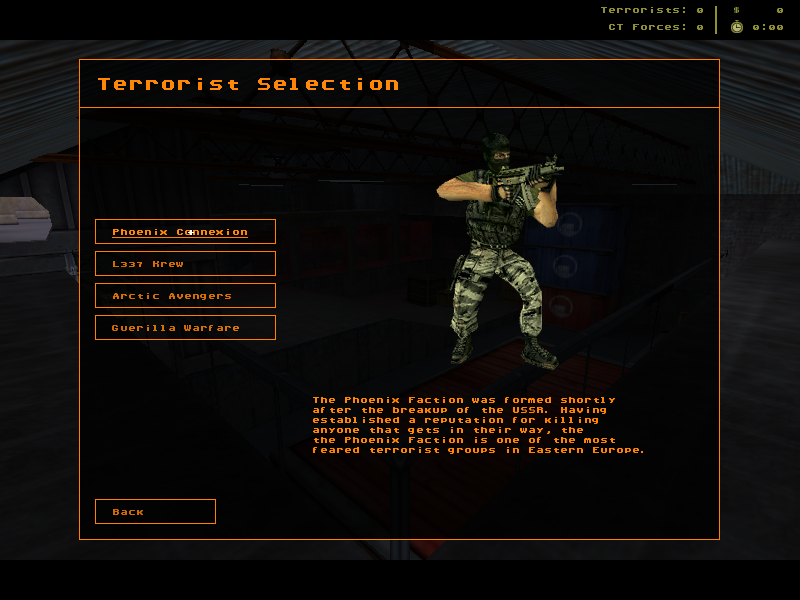 Terrorists: 0 $ 0
CT Forces: 0 0:00
Terrorist Selection
Phoenix Connexion
L337 Krew
Arctic Avengers
Guerilla Warfare
The Phoenix Faction was formed shortly
after the breakup of the USSR. Having
established a reputation for killing
anyone that gets in their way, the
the Phoenix Faction is one of the most
feared terrorist groups in Eastern Europe.
Back